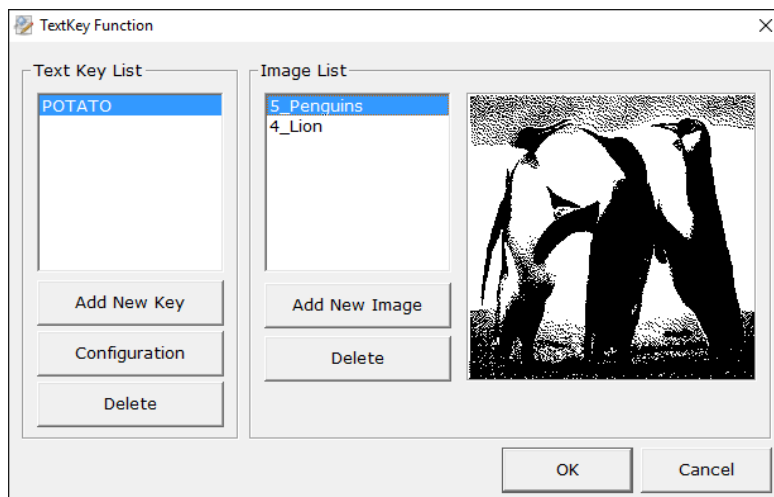 TextKey Function
Text Key List
POTATO
Add New Key
Configuration
Delete
Image List
5_Penguins
4_Lion
Add New Image
Delete
OK
Cancel